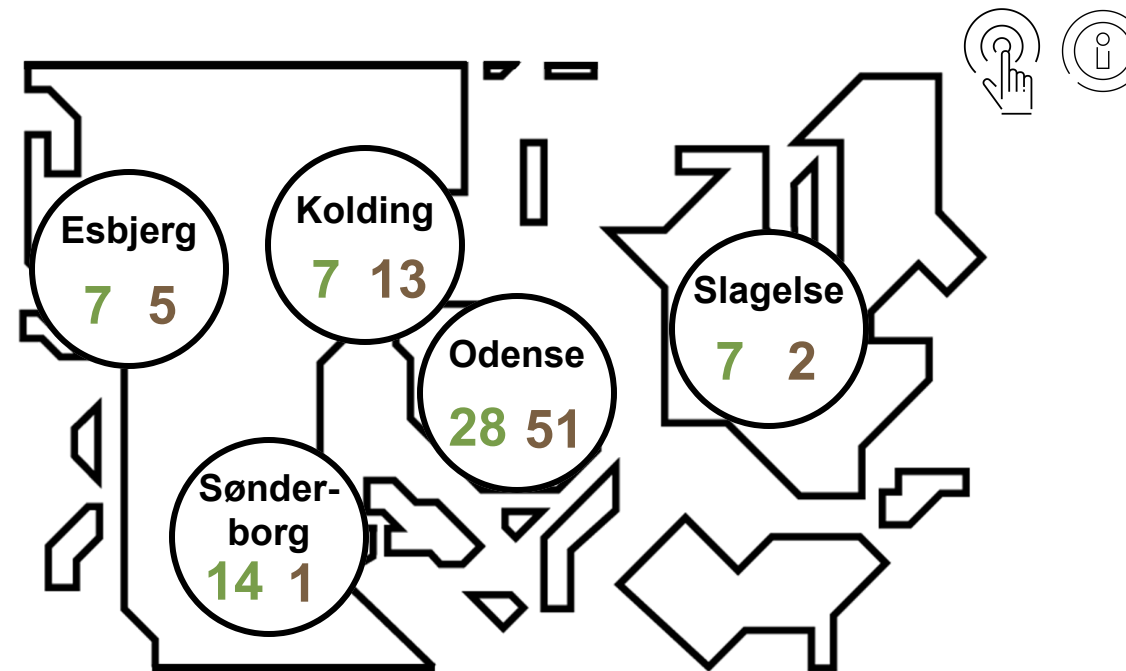 Esbjerg
7 5
Kolding
7 13
Odense
28 51
Slagelse
7 2
Sønder-
borg
14 1
i